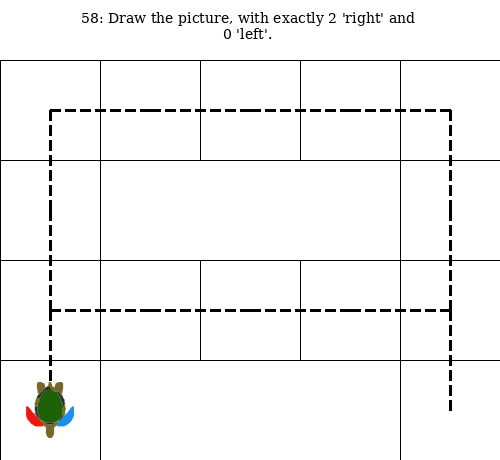 58: Draw the picture, with exactly 2 'right' and
0 'left'.